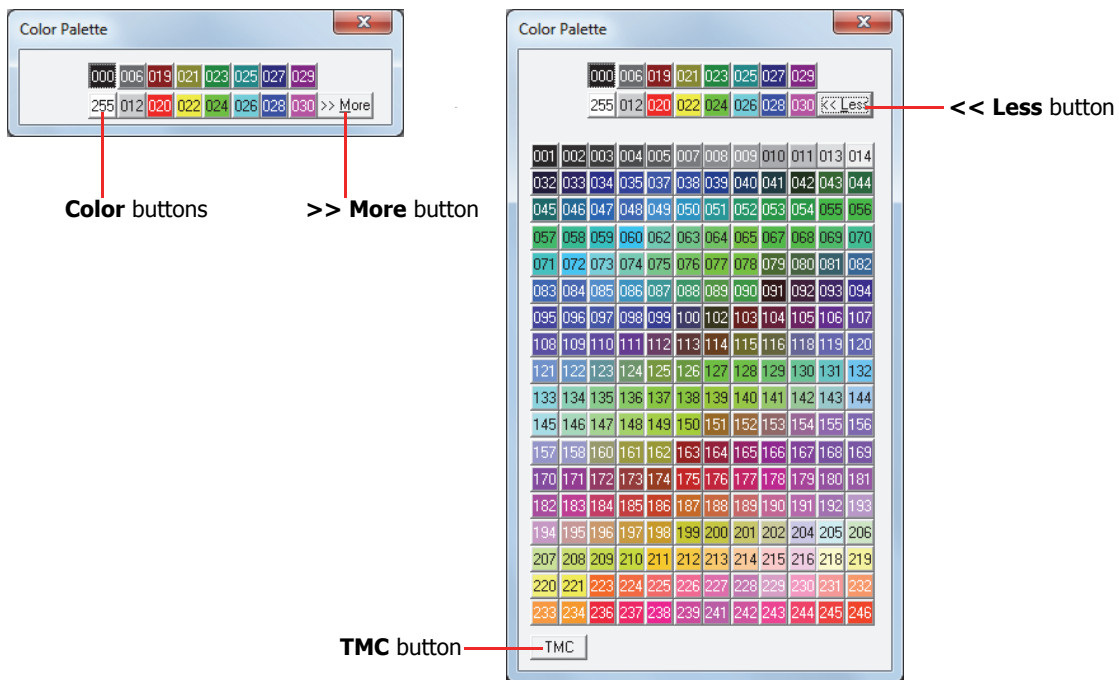 Color Palette
X
000 006 019 021 023 025 027 029
255 012 020 022 024 026 028 030 >> More
Color buttons
>> More button
Color Palette
X
000 006 019 021 023 025 027 029
255 012 020 022 024 026 028 030 << Less
<< Less button
001 002 003 004 005 007 008 009 010 011 013 014
032 033 034 035 037 038 039 040 041 042 043 044
045 046 047 048 049 050 051 052 053 054 055 056
057 058 059 060 062 063 064 065 067 068 069 070
071 072 073 074 075 076 077 078 079 080 081 082
083 084 085 086 087 088 089 090 091 092 093 094
095 096 097 098 099 100 102 103 104 105 106 107
108 109 110 111 112 113 114 115 116 118 119 120
121 122 123 124 125 126 127 128 129 130 131 132
133 134 135 136 137 138 139 140 141 142 143 144
145 146 147 148 149 150 151 152 153 154 155 156
157 158 160 161 162 163 164 165 166 167 168 169
170 171 172 173 174 175 176 177 178 179 180 181
182 183 184 185 186 187 188 189 190 191 192 193
194 195 196 197 198 199 200 201 202 204 205 206
207 208 209 210 211 212 213 214 215 216 218 219
220 221 223 224 225 226 227 228 229 230 231 232
233 234 236 237 238 239 241 242 243 244 245 246
TMC button
TMC